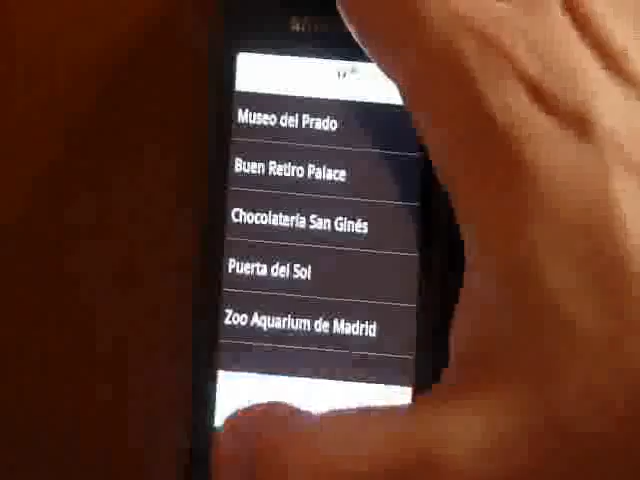 Museo del Prado
Buen Retiro Palace
Chocolatería San Ginés
Puerta del Sol
Zoo Aquarium de Madrid